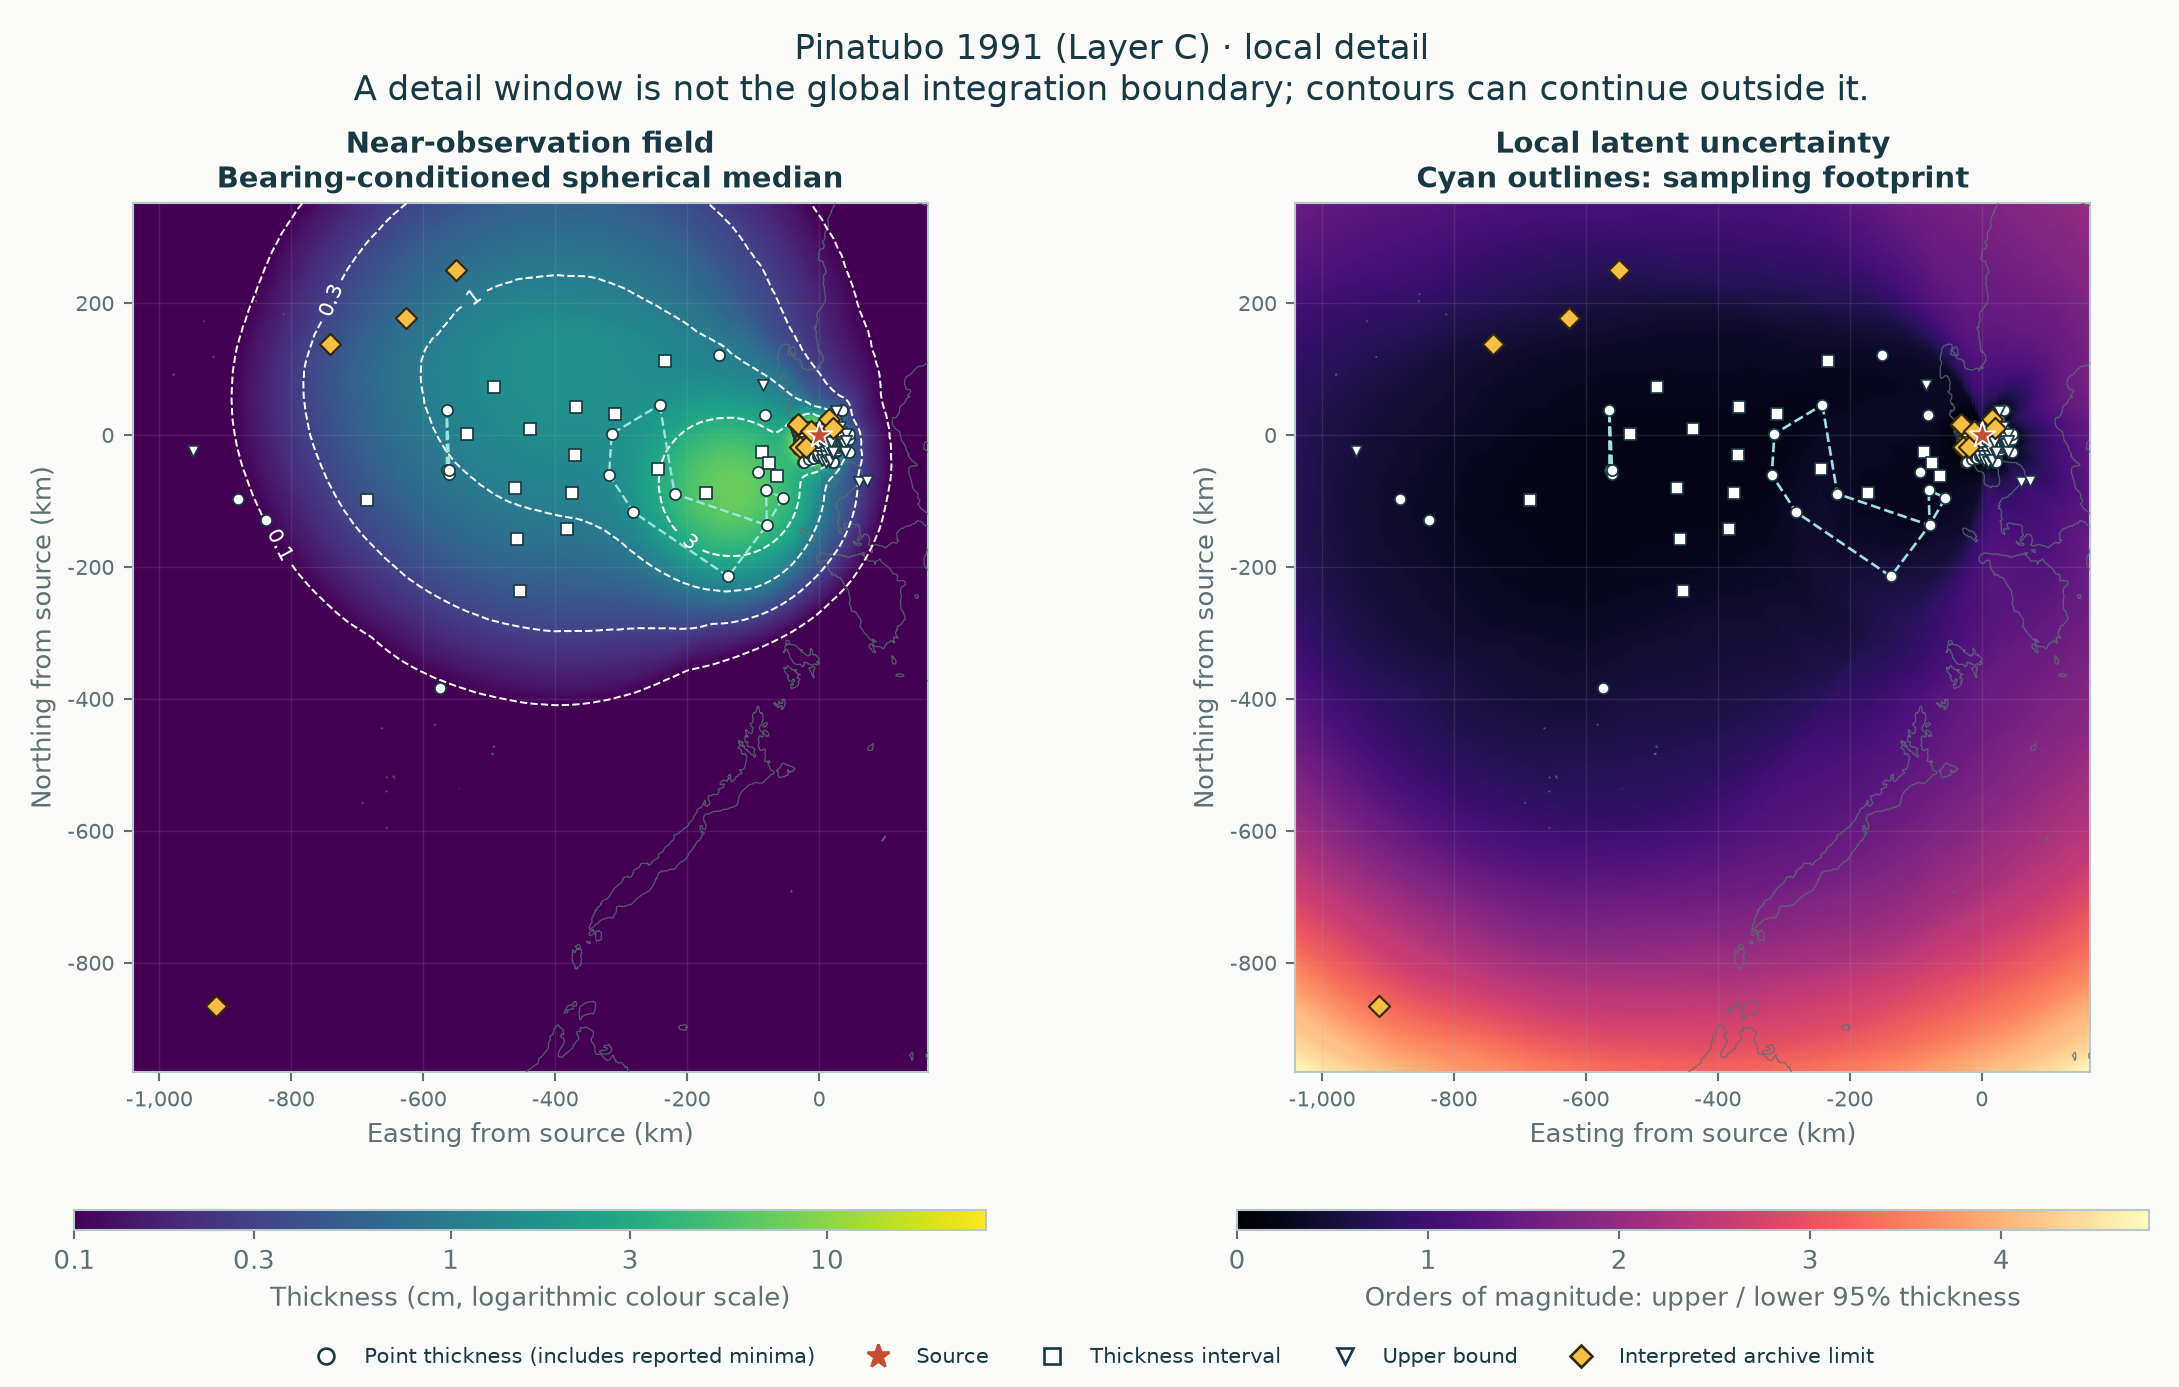 Pinatubo 1991 (Layer C) · local detail
A detail window is not the global integration boundary; contours can continue outside it.
Near-observation field
Bearing-conditioned spherical median
Local latent uncertainty
Cyan outlines: sampling footprint
Northing from source (km)
200
0
-200
-400
-600
-800
0.3
1
3
0.1
-1,000
-800
-600
-400
-200
0
Easting from source (km)
Northing from source (km)
200
0
-200
-400
-600
-800
-1,000
-800
-600
-400
-200
0
Easting from source (km)
0.1
0.3
1
3
10
Thickness (cm, logarithmic colour scale)
0
1
2
3
4
Orders of magnitude: upper / lower 95% thickness
Point thickness (includes reported minima)
Source
Thickness interval
Upper bound
Interpreted archive limit